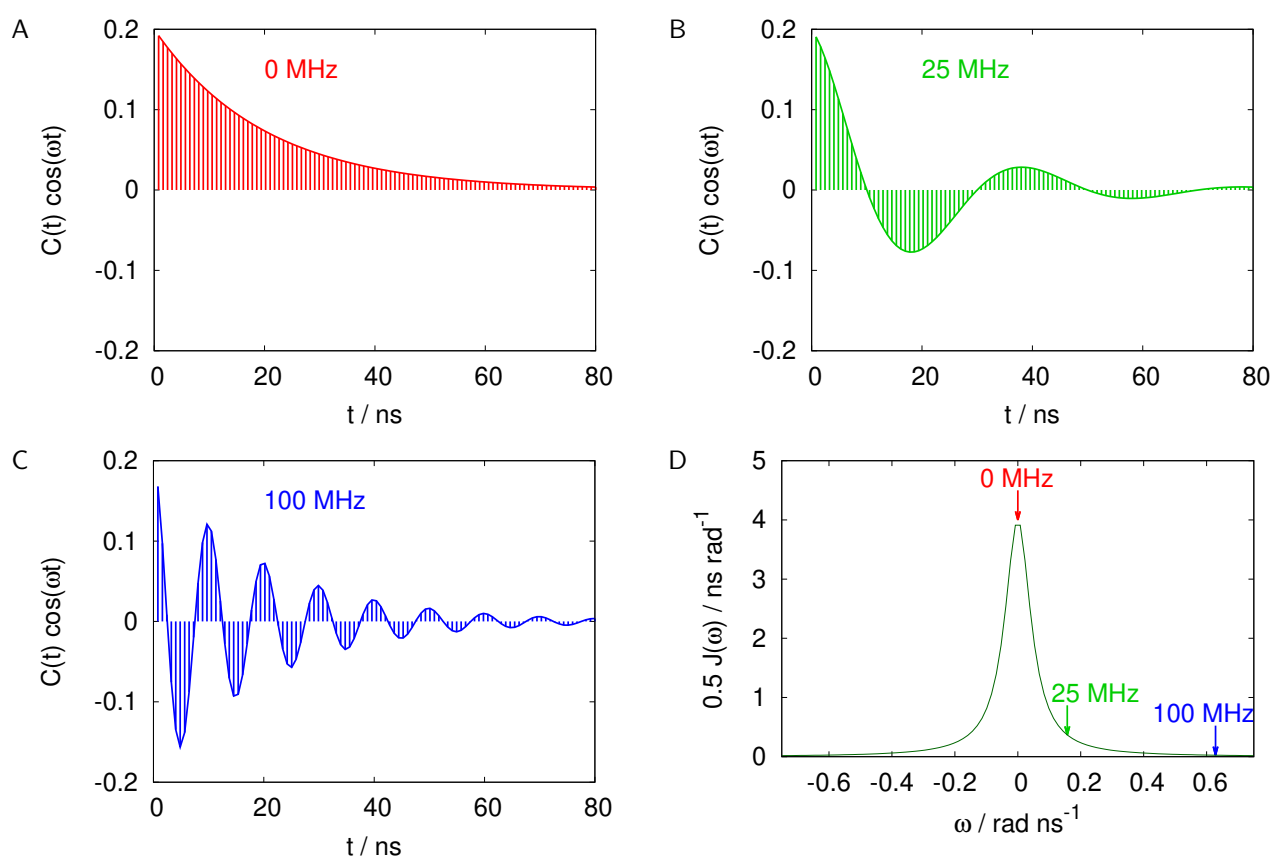 A
0.2
0.1
0
-0.1
-0.2
C(t) cos(ωt)
0 MHz
0 20 40 60 80
t / ns
B
0.2
0.1
0
-0.1
-0.2
C(t) cos(ωt)
25 MHz
0 20 40 60 80
t / ns
C
0.2
0.1
0
-0.1
-0.2
C(t) cos(ωt)
100 MHz
0 20 40 60 80
t / ns
D
5
4
3
2
1
0
0.5 J(ω) / ns rad⁻¹
0 MHz
25 MHz
100 MHz
-0.6 -0.4 -0.2 0 0.2 0.4 0.6
ω / rad ns⁻¹